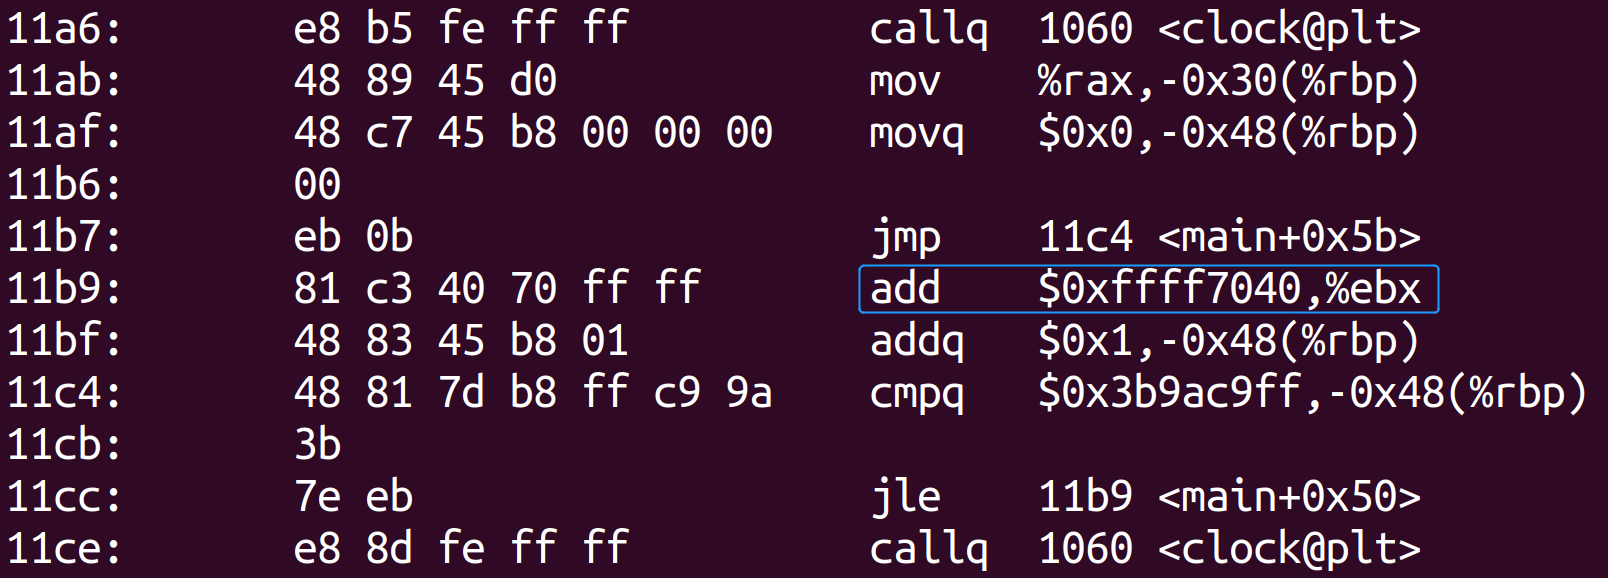 11a6: e8 b5 fe ff ff callq 1060 <clock@plt>
11ab: 48 89 45 d0 mov %rax,-0x30(%rbp)
11af: 48 c7 45 b8 00 00 00 movq $0x0,-0x48(%rbp)
11b6: 00
11b7: eb 0b jmp 11c4 <main+0x5b>
11b9: 81 c3 40 70 ff ff add $0xffff7040,%ebx
11bf: 48 83 45 b8 01 addq $0x1,-0x48(%rbp)
11c4: 48 81 7d b8 ff c9 9a cmpq $0x3b9ac9ff,-0x48(%rbp)
11cb: 3b
11cc: 7e eb jle 11b9 <main+0x50>
11ce: e8 8d fe ff ff callq 1060 <clock@plt>